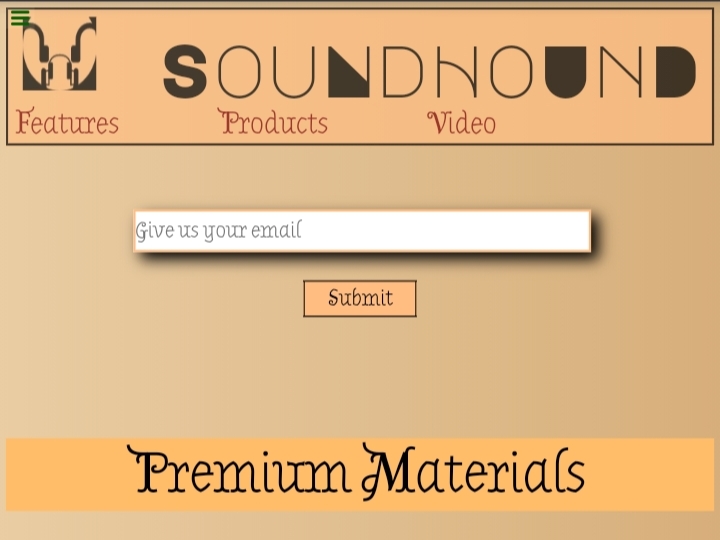 SOUNDHOUND
Features Products Video
Give us your email
Submit
Premium Materials